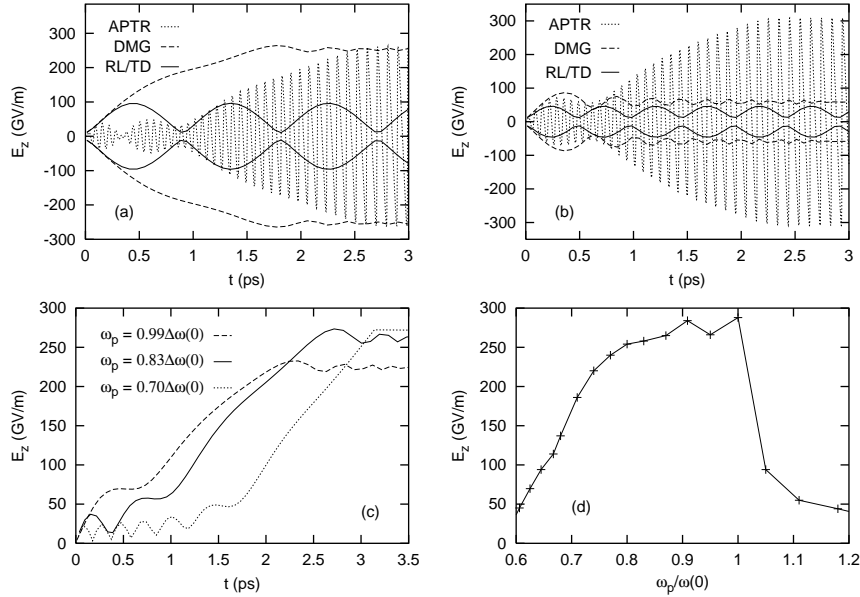 APTR
DMG
RL/TD
300
200
100
0
-100
-200
-300
E_z (GV/m)
0 0.5 1 1.5 2 2.5 3
t (ps)
(a)
APTR
DMG
RL/TD
300
200
100
0
-100
-200
-300
E_z (GV/m)
0 0.5 1 1.5 2 2.5 3
t (ps)
(b)
ω_p = 0.99Δω(0)
ω_p = 0.83Δω(0)
ω_p = 0.70Δω(0)
300
250
200
150
100
50
0
E_z (GV/m)
0 0.5 1 1.5 2 2.5 3 3.5
t (ps)
(c)
300
250
200
150
100
50
0
E_z (GV/m)
0.6 0.7 0.8 0.9 1 1.1 1.2
ω_p/ω(0)
(d)